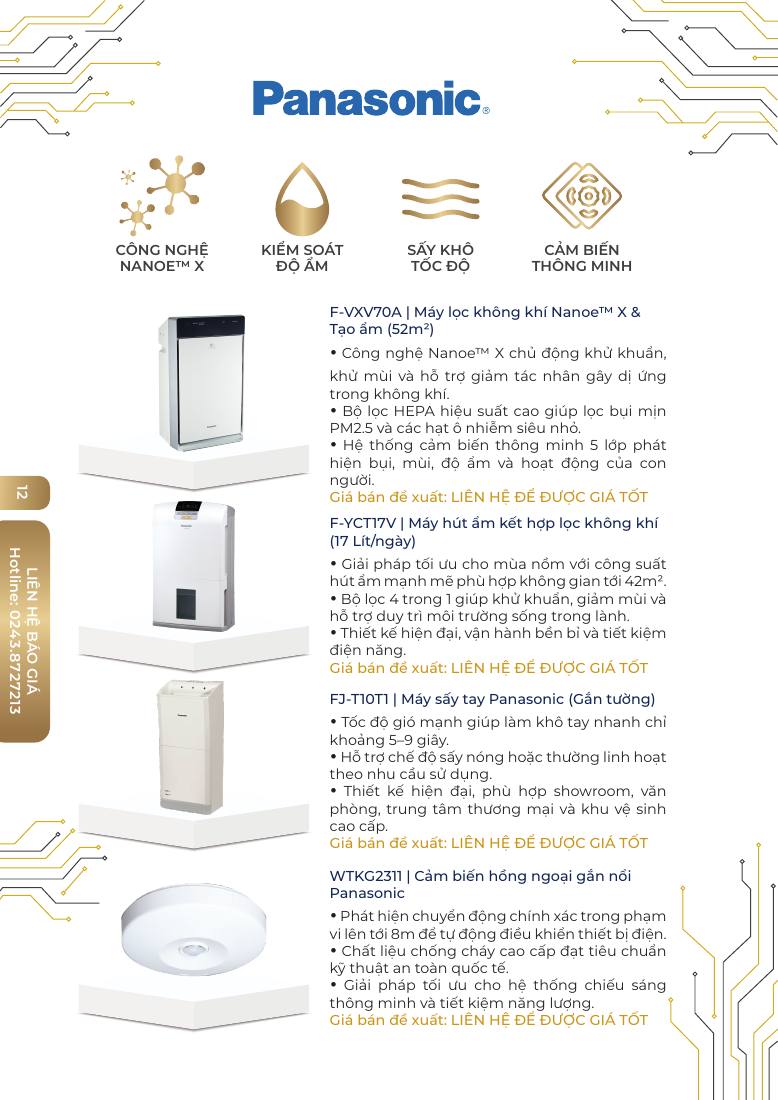 Panasonic®
CÔNG NGHỆ
NANOE™ X
KIỂM SOÁT
ĐỘ ẨM
SẤY KHÔ
TỐC ĐỘ
CẢM BIẾN
THÔNG MINH
F-VXV70A | Máy lọc không khí Nanoe™ X &
Tạo ẩm (52m²)
• Công nghệ Nanoe™ X chủ động khử khuẩn,
khử mùi và hỗ trợ giảm tác nhân gây dị ứng
trong không khí.
• Bộ lọc HEPA hiệu suất cao giúp lọc bụi mịn
PM2.5 và các hạt ô nhiễm siêu nhỏ.
• Hệ thống cảm biến thông minh 5 lớp phát
hiện bụi, mùi, độ ẩm và hoạt động của con
người.
Giá bán đề xuất: LIÊN HỆ ĐỂ ĐƯỢC GIÁ TỐT
F-YCT17V | Máy hút ẩm kết hợp lọc không khí
(17 Lít/ngày)
• Giải pháp tối ưu cho mùa nồm với công suất
hút ẩm mạnh mẽ phù hợp không gian tới 42m².
• Bộ lọc 4 trong 1 giúp khử khuẩn, giảm mùi và
hỗ trợ duy trì môi trường sống trong lành.
• Thiết kế hiện đại, vận hành bền bỉ và tiết kiệm
điện năng.
Giá bán đề xuất: LIÊN HỆ ĐỂ ĐƯỢC GIÁ TỐT
FJ-T10T1 | Máy sấy tay Panasonic (Gắn tường)
• Tốc độ gió mạnh giúp làm khô tay nhanh chỉ
khoảng 5–9 giây.
• Hỗ trợ chế độ sấy nóng hoặc thường linh hoạt
theo nhu cầu sử dụng.
• Thiết kế hiện đại, phù hợp showroom, văn
phòng, trung tâm thương mại và khu vệ sinh
cao cấp.
Giá bán đề xuất: LIÊN HỆ ĐỂ ĐƯỢC GIÁ TỐT
WTKG2311 | Cảm biến hồng ngoại gắn nổi
Panasonic
• Phát hiện chuyển động chính xác trong phạm
vi lên tới 8m để tự động điều khiển thiết bị điện.
• Chất liệu chống cháy cao cấp đạt tiêu chuẩn
kỹ thuật an toàn quốc tế.
• Giải pháp tối ưu cho hệ thống chiếu sáng
thông minh và tiết kiệm năng lượng.
Giá bán đề xuất: LIÊN HỆ ĐỂ ĐƯỢC GIÁ TỐT
12
LIÊN HỆ BÁO GIÁ
Hotline: 0243.8727213